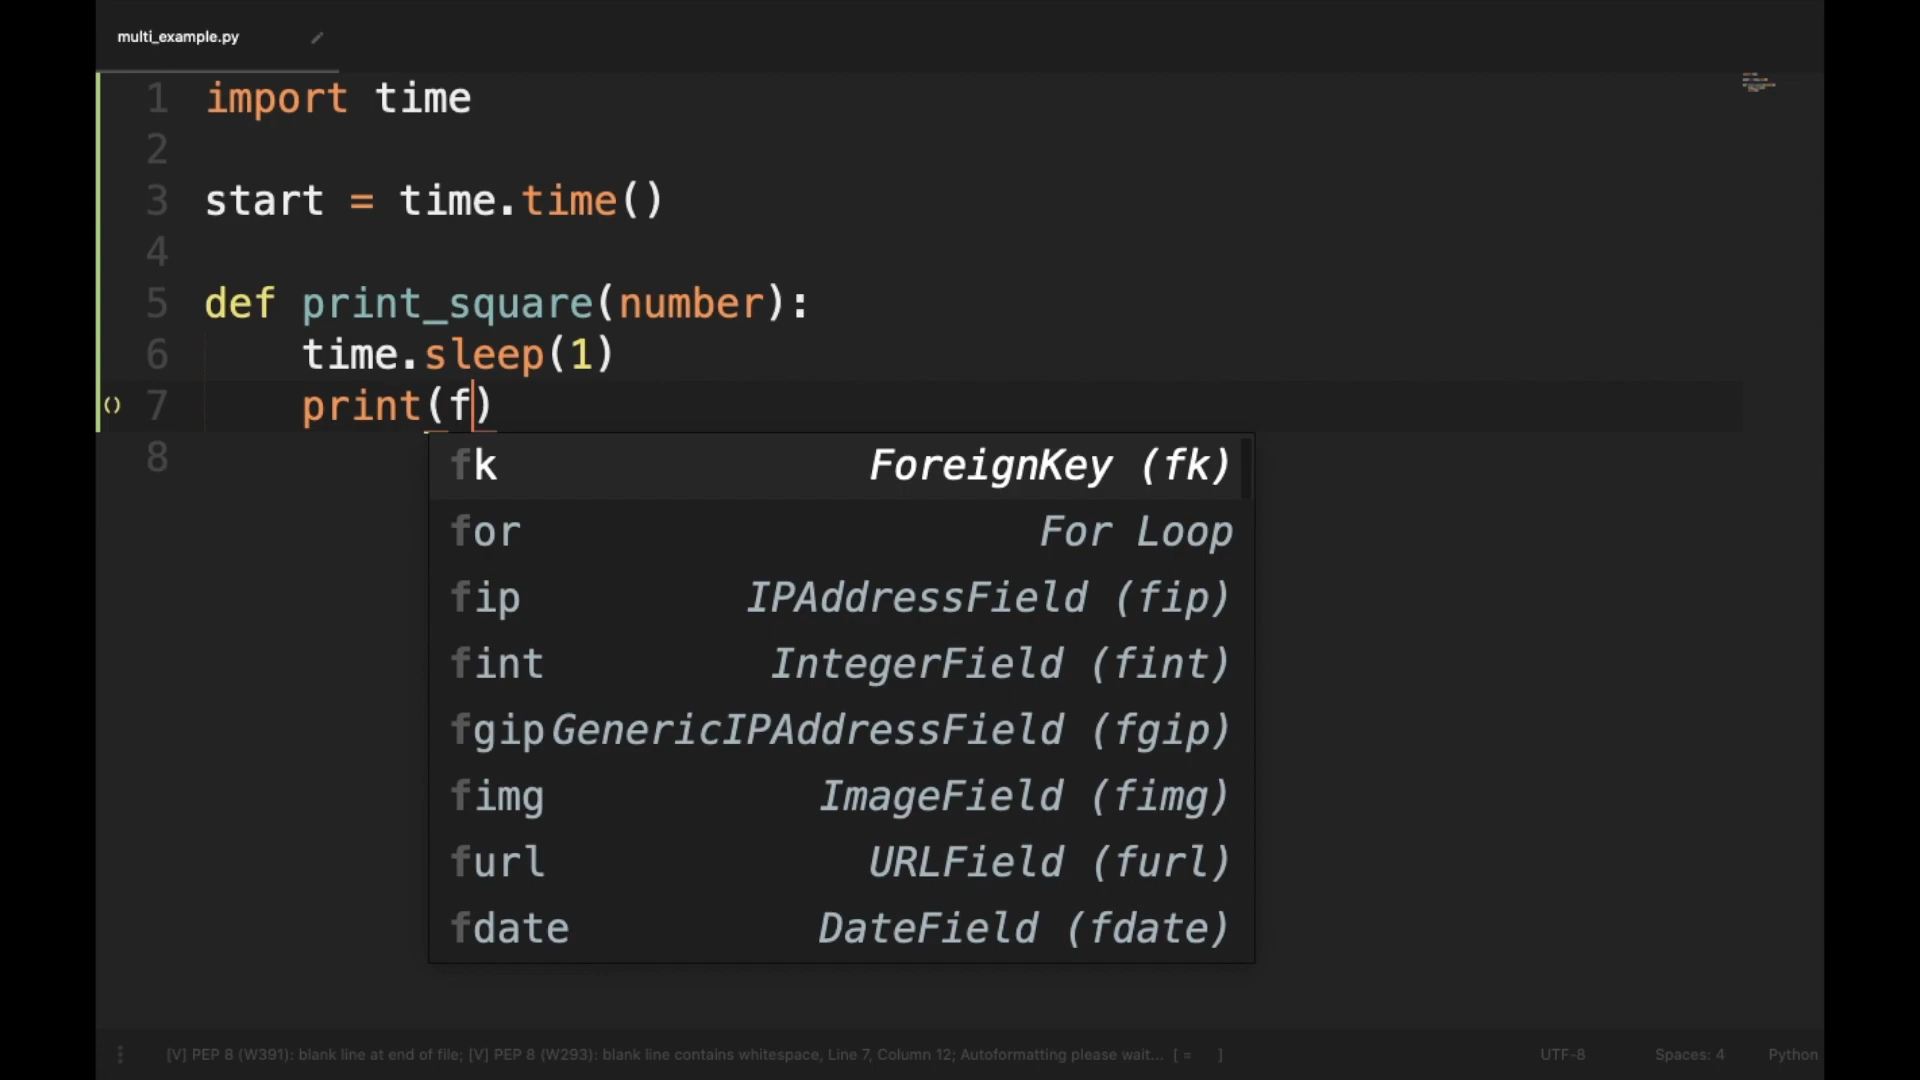 multi_example.py
1 import time
2
3 start = time.time()
4
5 def print_square(number):
6 time.sleep(1)
() 7 print(f)
8
fk ForeignKey (fk)
for For Loop
fip IPAddressField (fip)
fint IntegerField (fint)
fgip GenericIPAddressField (fgip)
fimg ImageField (fimg)
furl URLField (furl)
fdate DateField (fdate)
[V] PEP 8 (W391): blank line at end of file; [V] PEP 8 (W293): blank line contains whitespace, Line 7, Column 12; Autoformatting please wait... [ = ] UTF-8 Spaces: 4 Python